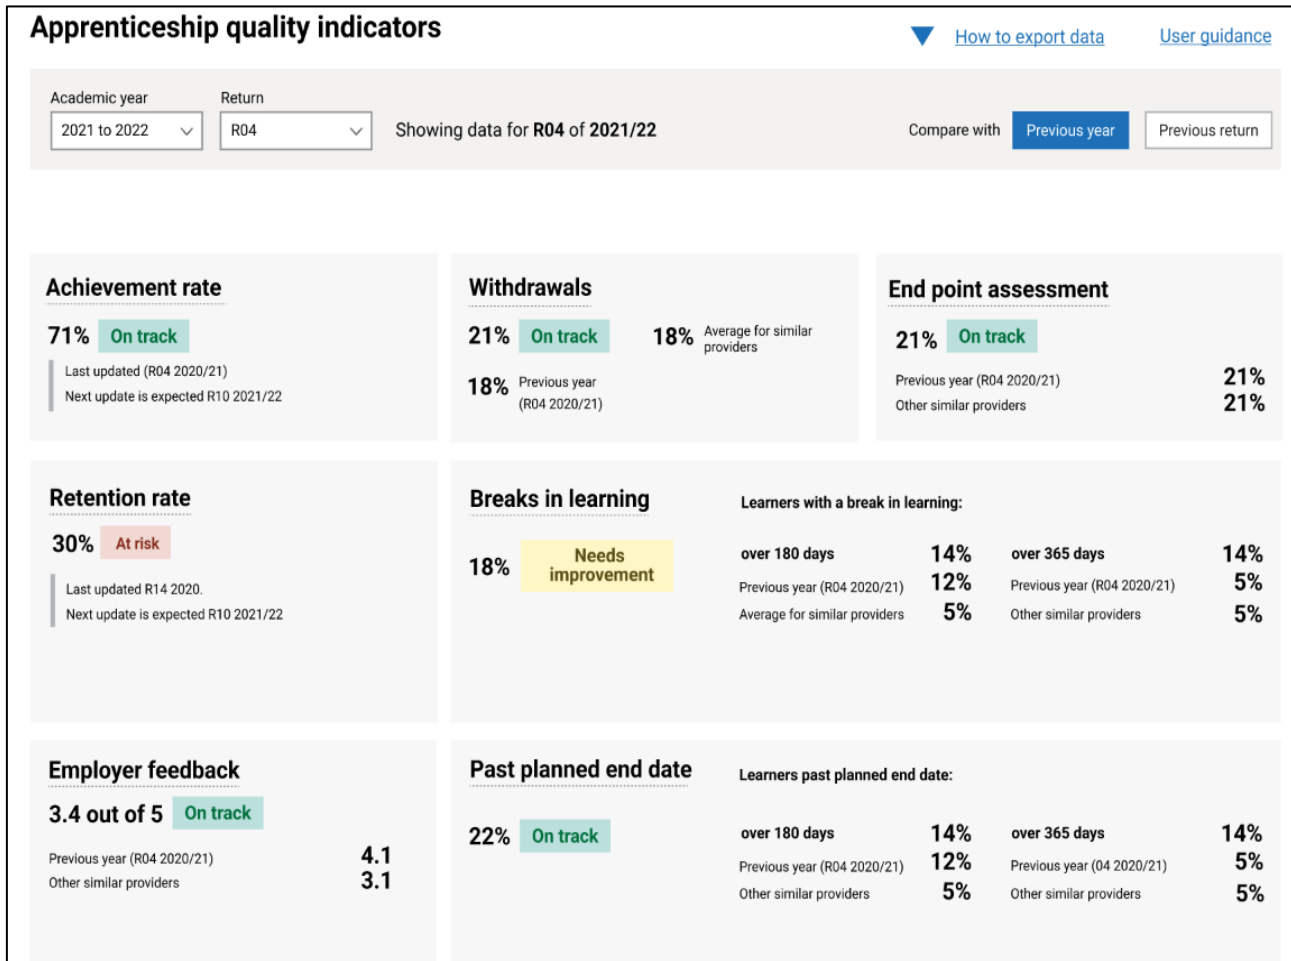 Apprenticeship quality indicators
How to export data
User guidance
Academic year
Return
2021 to 2022
R04
Showing data for R04 of 2021/22
Compare with
Previous year
Previous return
Achievement rate
71% On track
Last updated (R04 2020/21)
Next update is expected R10 2021/22
Withdrawals
21% On track
18% Average for similar
providers
18% Previous year
(R04 2020/21)
End point assessment
21% On track
Previous year (R04 2020/21) 21%
Other similar providers 21%
Retention rate
30% At risk
Last updated R14 2020.
Next update is expected R10 2021/22
Breaks in learning
18% Needs
improvement
Learners with a break in learning:
over 180 days 14%
Previous year (R04 2020/21) 12%
Average for similar providers 5%
over 365 days 14%
Previous year (R04 2020/21) 5%
Other similar providers 5%
Employer feedback
3.4 out of 5 On track
Previous year (R04 2020/21) 4.1
Other similar providers 3.1
Past planned end date
22% On track
Learners past planned end date:
over 180 days 14%
Previous year (R04 2020/21) 12%
Other similar providers 5%
over 365 days 14%
Previous year (04 2020/21) 5%
Other similar providers 5%